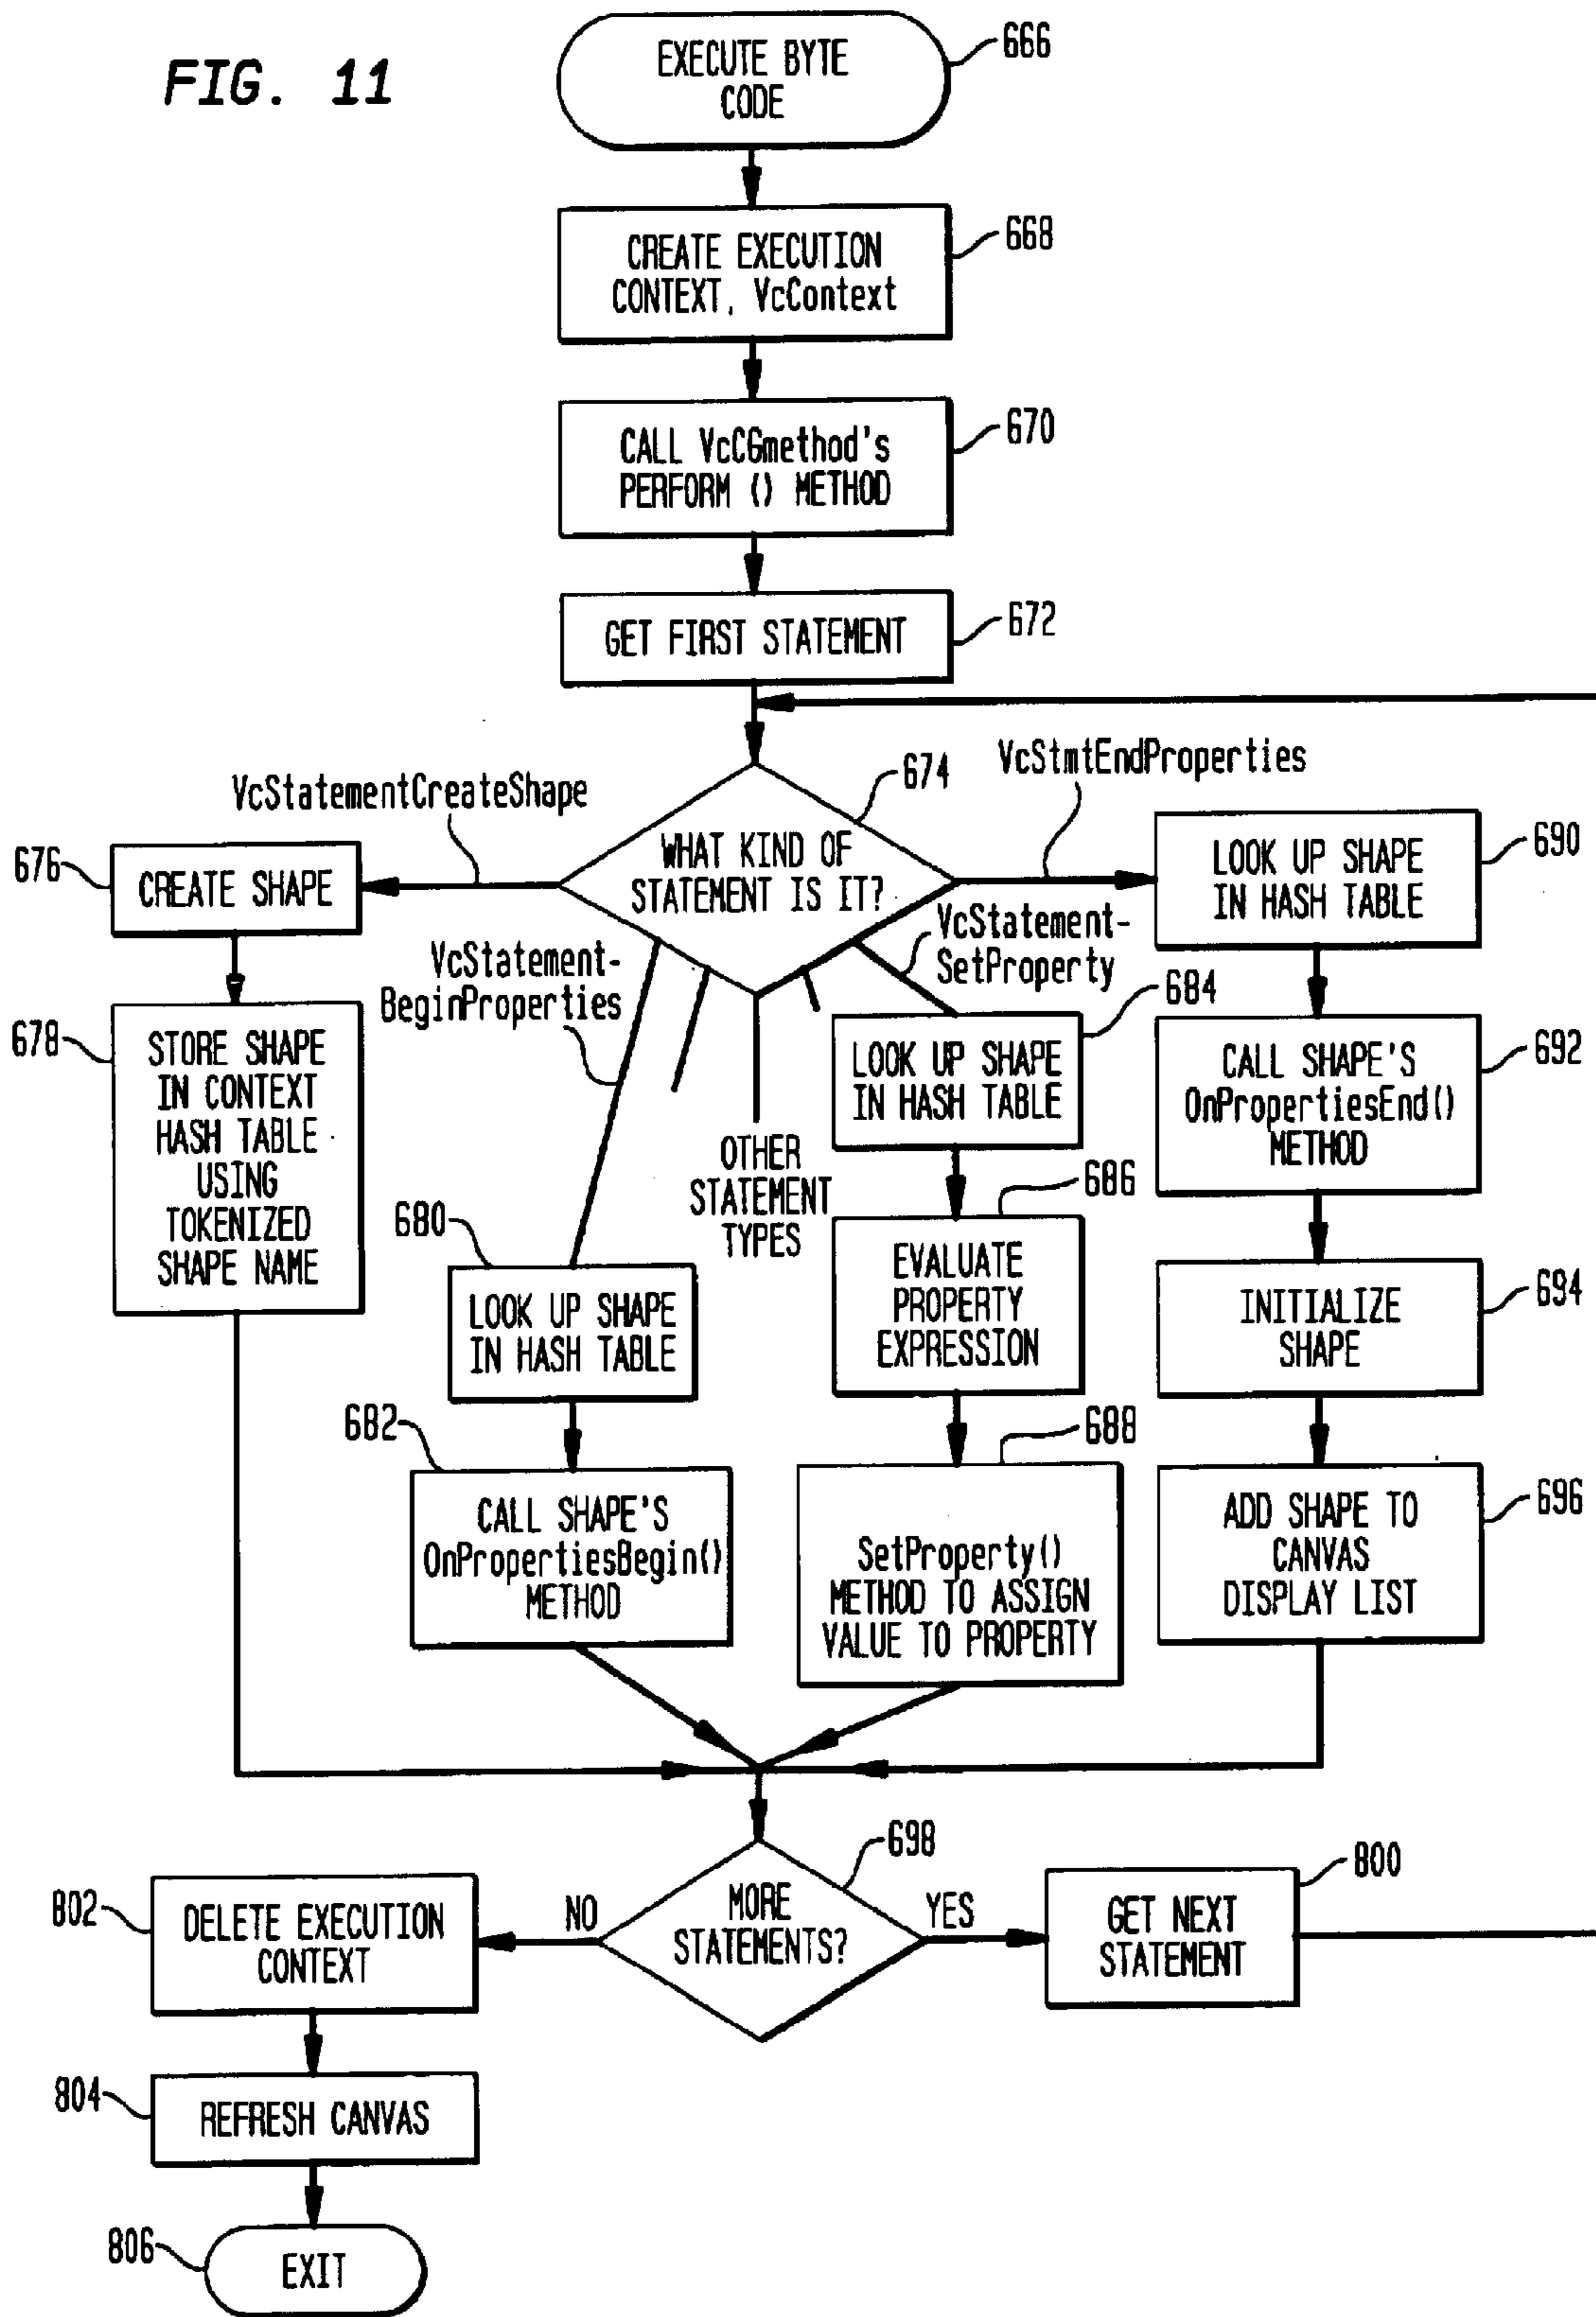 FIG. 11
EXECUTE BYTE
CODE
666
CREATE EXECUTION
CONTEXT, VcContext
668
CALL VcCGmethod's
PERFORM () METHOD
670
GET FIRST STATEMENT
672
WHAT KIND OF
STATEMENT IS IT?
674
VcStatementCreateShape
676
CREATE SHAPE
678
STORE SHAPE
IN CONTEXT
HASH TABLE
USING
TOKENIZED
SHAPE NAME
VcStatement-
BeginProperties
680
LOOK UP SHAPE
IN HASH TABLE
682
CALL SHAPE'S
OnPropertiesBegin()
METHOD
OTHER
STATEMENT
TYPES
VcStatement-
SetProperty
684
LOOK UP SHAPE
IN HASH TABLE
686
EVALUATE
PROPERTY
EXPRESSION
688
SetProperty()
METHOD TO ASSIGN
VALUE TO PROPERTY
VcStmtEndProperties
LOOK UP SHAPE
IN HASH TABLE
690
CALL SHAPE'S
OnPropertiesEnd()
METHOD
692
INITIALIZE
SHAPE
694
ADD SHAPE TO
CANVAS
DISPLAY LIST
696
MORE
STATEMENTS?
698
YES
GET NEXT
STATEMENT
800
NO
802
DELETE EXECUTION
CONTEXT
804
REFRESH CANVAS
806
EXIT